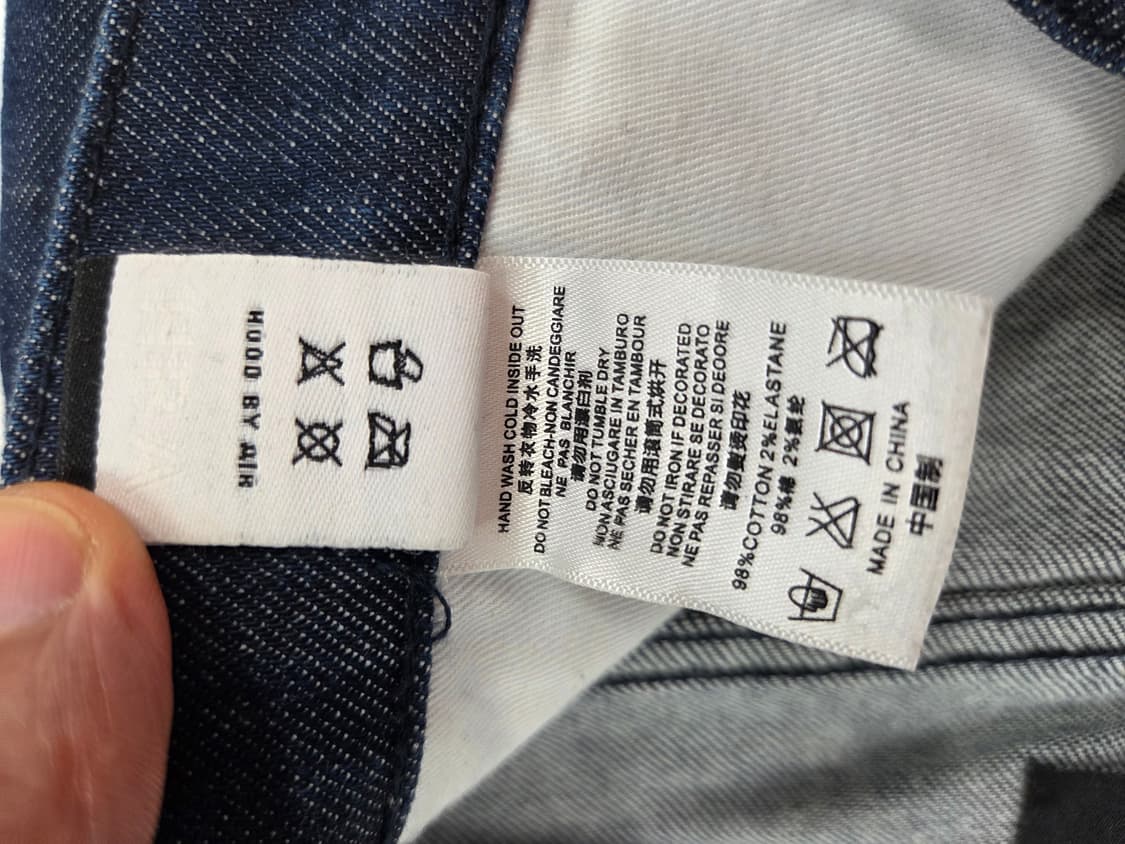 HOOD BY AIR
HAND WASH COLD INSIDE OUT
反转衣物冷水手洗
DO NOT BLEACH-NON CANDEGGIARE
NE PAS BLANCHIR
请勿用漂白剂
DO NOT TUMBLE DRY
NON ASCIUGARE IN TAMBURO
NE PAS SECHER EN TAMBOUR
请勿用滚筒式烘开
DO NOT IRON IF DECORATED
NON STIRARE SE DECORATO
NE PAS REPASSER SI DEOORE
请勿熨烫印花
98%COTTON 2%ELASTANE
98%棉 2%氨纶
MADE IN CHINA
中国制